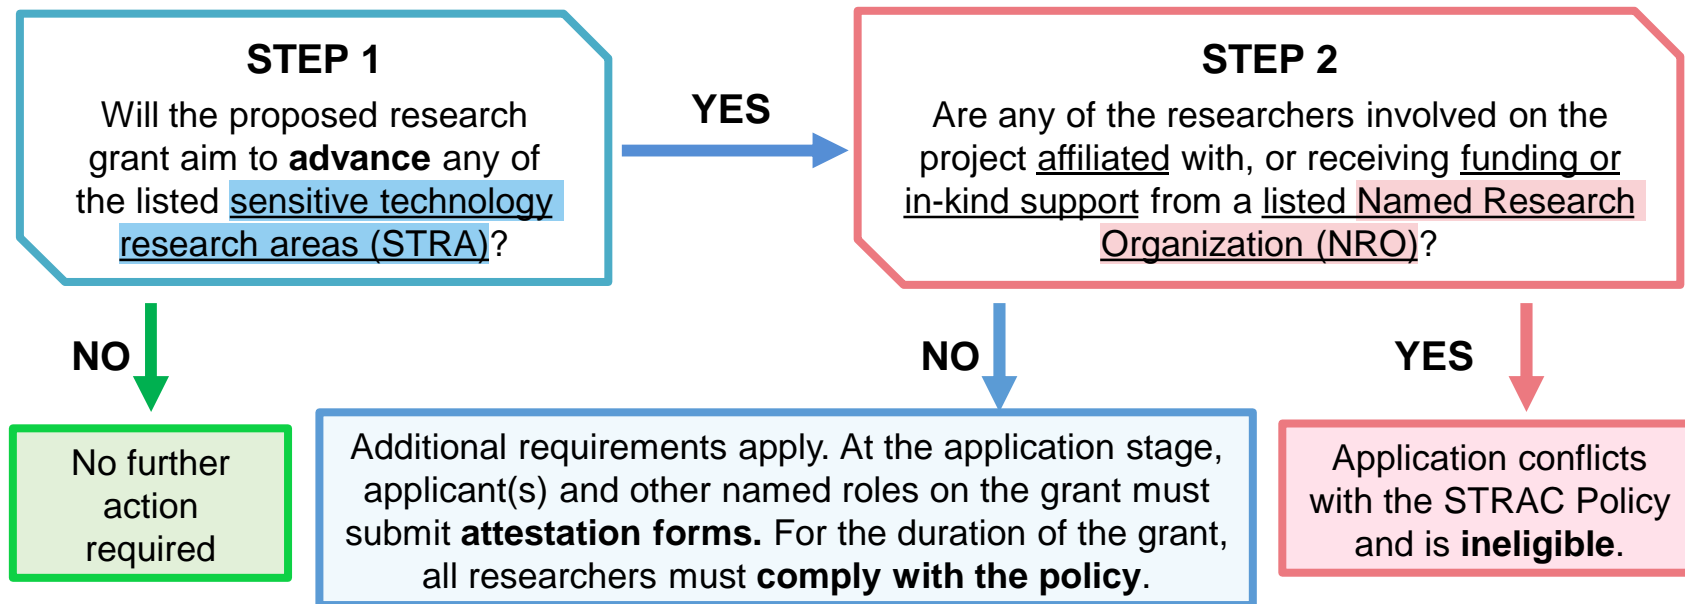 STEP 1
Will the proposed research
grant aim to advance any of
the listed sensitive technology
research areas (STRA)?
YES
STEP 2
Are any of the researchers involved on the
project affiliated with, or receiving funding or
in-kind support from a listed Named Research
Organization (NRO)?
NO
No further
action
required
NO
Additional requirements apply. At the application stage,
applicant(s) and other named roles on the grant must
submit attestation forms. For the duration of the grant,
all researchers must comply with the policy.
YES
Application conflicts
with the STRAC Policy
and is ineligible.